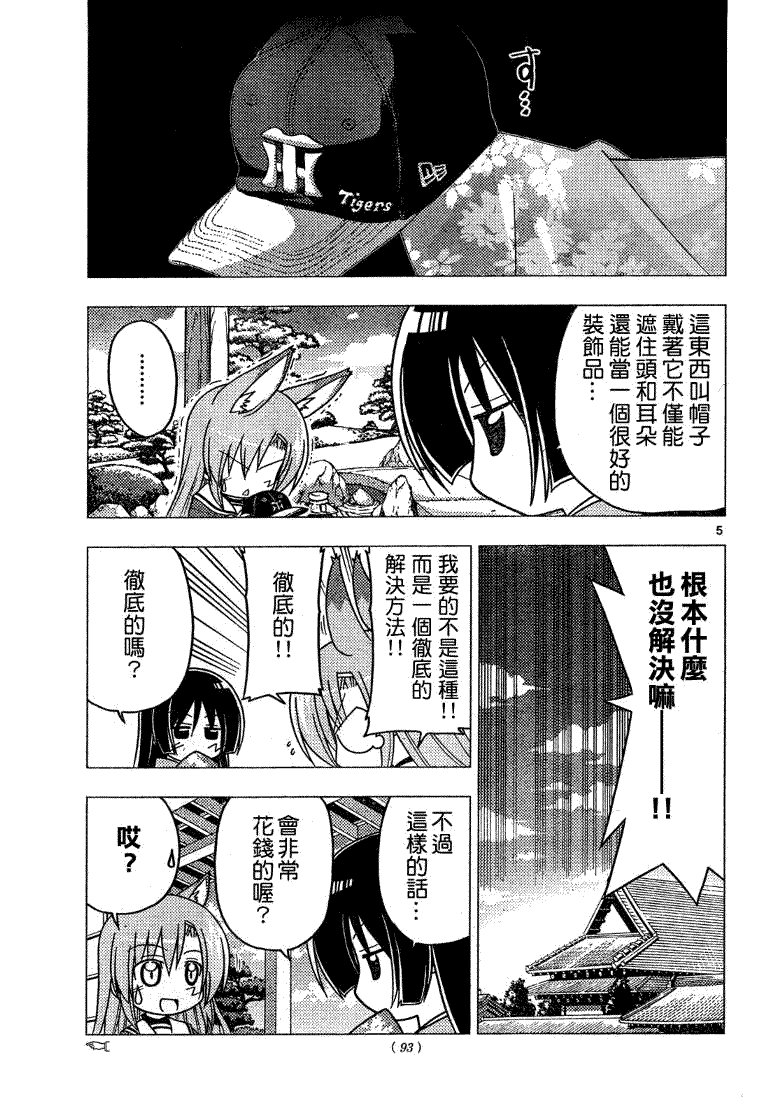 す…
Tigers
這東西叫帽子
戴著它不僅能
遮住頭和耳朵
還能當一個很好的
裝飾品…
………
5
根本什麼
也沒解決嘛——!!
我要的不是這種!!
而是一個徹底的
解決方法!!
徹底的!!
徹底的嗎?
不過
這樣的話…
會非常
花錢的喔?
哎?
(93)